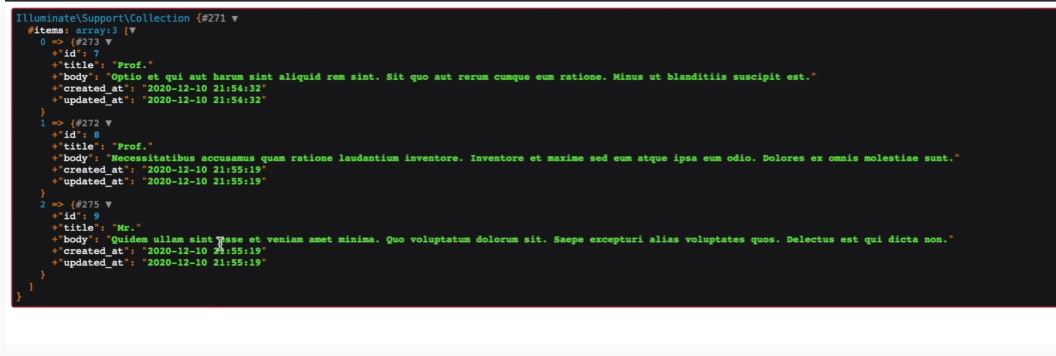 Illuminate\Support\Collection {#271 ▼
#items: array:3 [▼
0 => {#273 ▼
+"id": 7
+"title": "Prof."
+"body": "Optio et qui aut harum sint aliquid rem sint. Sit quo aut rerum cumque eum ratione. Minus ut blanditiis suscipit est."
+"created_at": "2020-12-10 21:54:32"
+"updated_at": "2020-12-10 21:54:32"
}
1 => {#272 ▼
+"id": 8
+"title": "Prof."
+"body": "Necessitatibus accusamus quam ratione laudantium inventore. Inventore et maxime sed eum atque ipsa eum odio. Dolores ex omnis molestiae sunt."
+"created_at": "2020-12-10 21:55:19"
+"updated_at": "2020-12-10 21:55:19"
}
2 => {#275 ▼
+"id": 9
+"title": "Mr."
+"body": "Quidem ullam sint esse et veniam amet minima. Quo voluptatum dolorum sit. Saepe excepturi alias voluptates quos. Delectus est qui dicta non."
+"created_at": "2020-12-10 21:55:19"
+"updated_at": "2020-12-10 21:55:19"
}
]
}